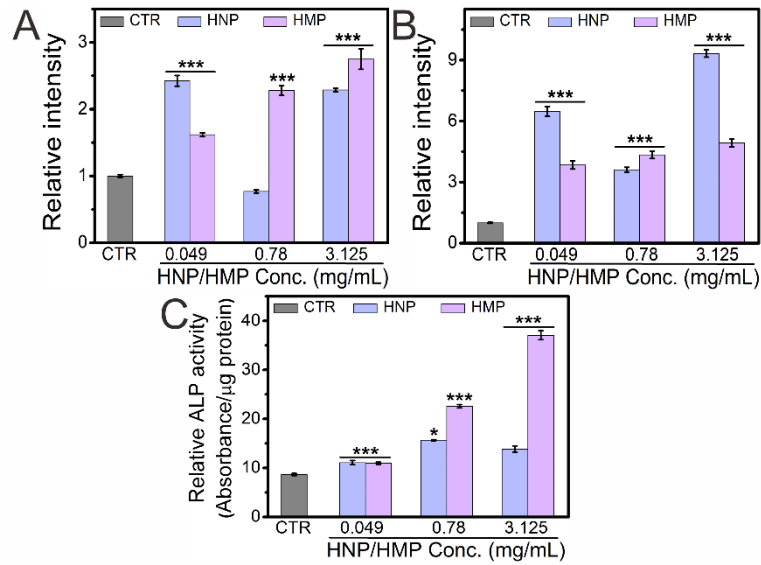 A
CTR HNP HMP
Relative intensity
3
2
1
0
***
***
***
CTR 0.049 0.78 3.125
HNP/HMP Conc. (mg/mL)
B
CTR HNP HMP
Relative intensity
9
6
3
0
***
***
***
CTR 0.049 0.78 3.125
HNP/HMP Conc. (mg/mL)
C
CTR HNP HMP
Relative ALP activity
(Absorbance/µg protein)
40
30
20
10
0
***
*
***
***
CTR 0.049 0.78 3.125
HNP/HMP Conc. (mg/mL)